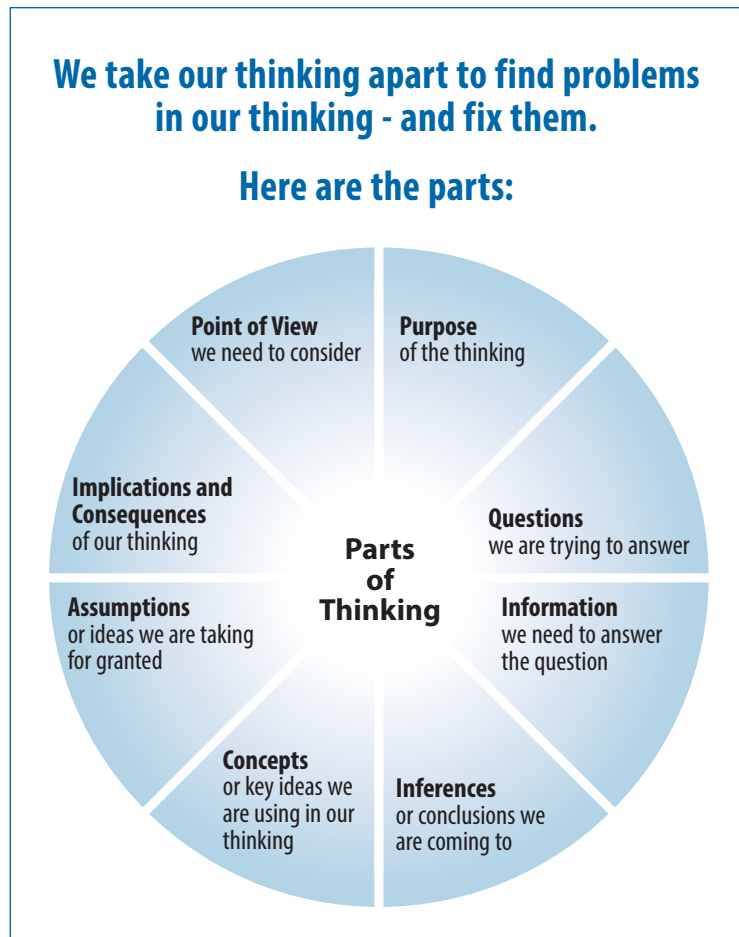 We take our thinking apart to find problems
in our thinking - and fix them.
Here are the parts:
Point of View
we need to consider
Purpose
of the thinking
Questions
we are trying to answer
Information
we need to answer
the question
Inferences
or conclusions we
are coming to
Concepts
or key ideas we
are using in our
thinking
Assumptions
or ideas we are taking
for granted
Implications and
Consequences
of our thinking
Parts
of
Thinking